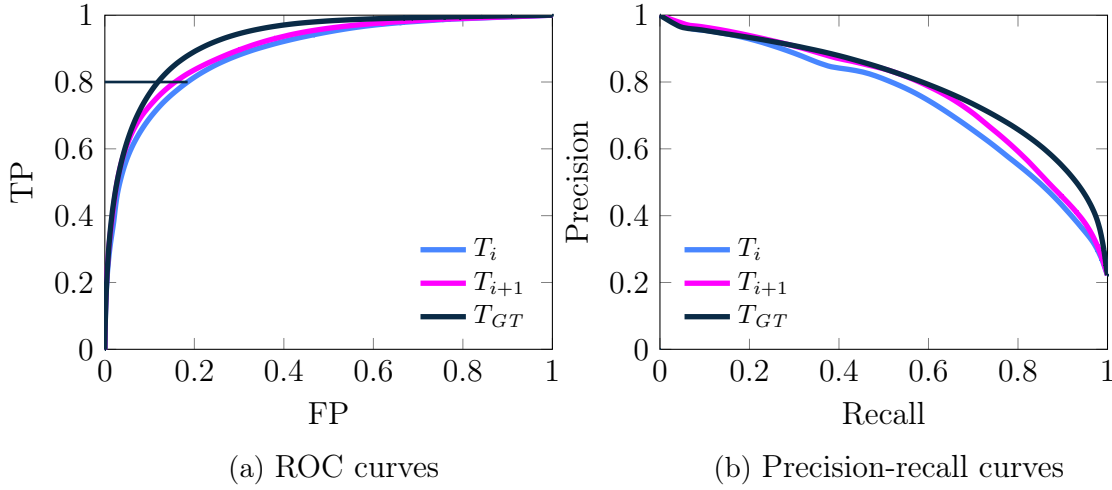 1
0.8
0.6
0.4
0.2
0
TP
T_i
T_{i+1}
T_{GT}
0 0.2 0.4 0.6 0.8 1
FP
(a) ROC curves
1
0.8
0.6
0.4
0.2
0
Precision
T_i
T_{i+1}
T_{GT}
0 0.2 0.4 0.6 0.8 1
Recall
(b) Precision-recall curves